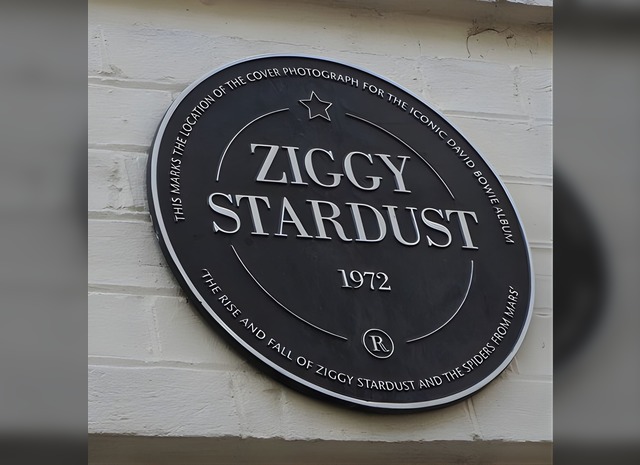 THIS MARKS THE LOCATION OF THE COVER PHOTOGRAPH FOR THE ICONIC DAVID BOWIE ALBUM
ZIGGY
STARDUST
1972
R
'THE RISE AND FALL OF ZIGGY STARDUST AND THE SPIDERS FROM MARS'